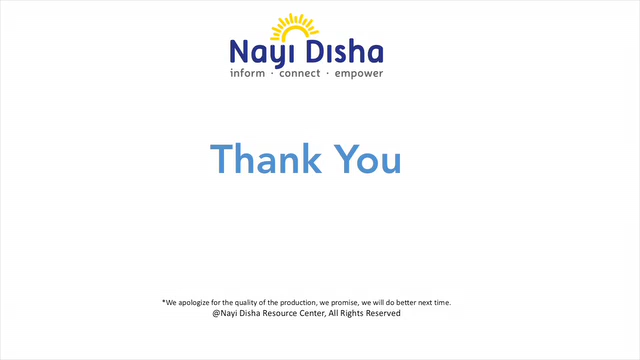 Nayi Disha
inform · connect · empower
Thank You
*We apologize for the quality of the production, we promise, we will do better next time.
@Nayi Disha Resource Center, All Rights Reserved